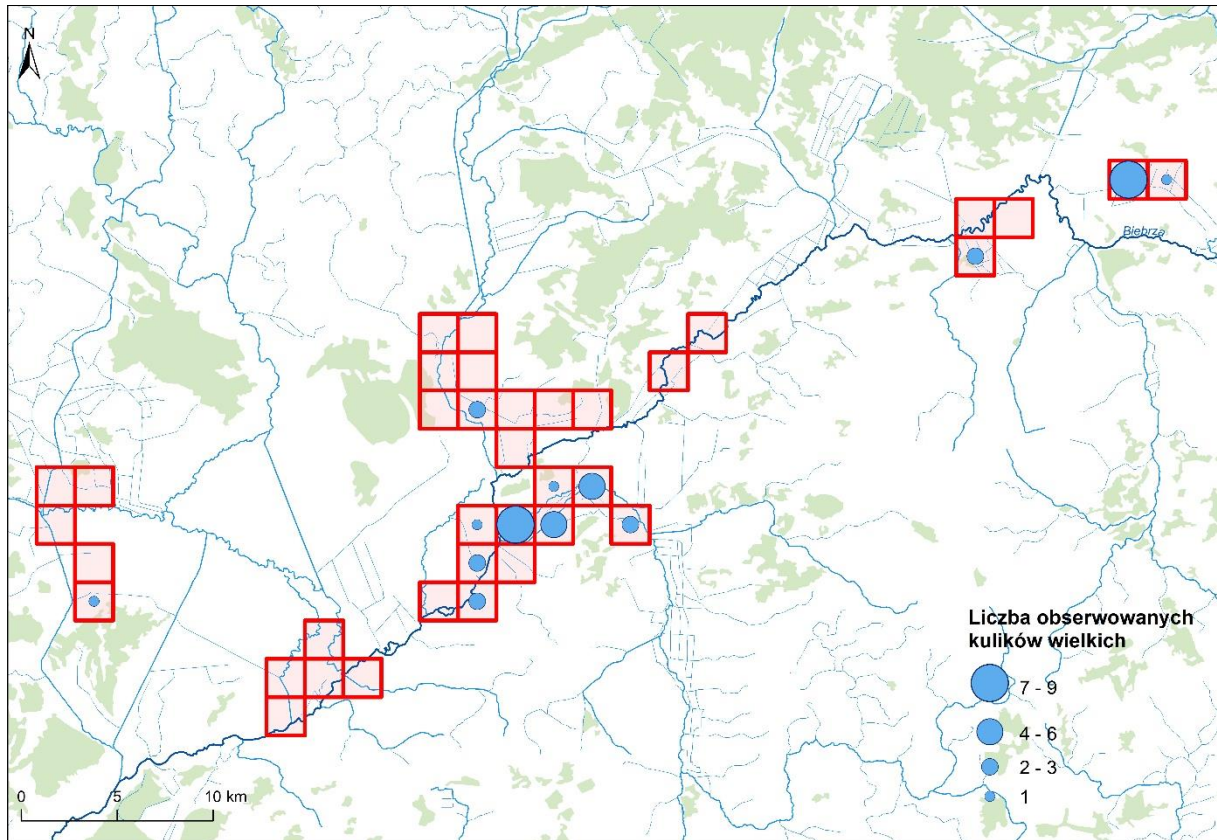 N
Biebrza
Liczba obserwowanych
kulików wielkich
7 - 9
4 - 6
2 - 3
1
0 5 10 km